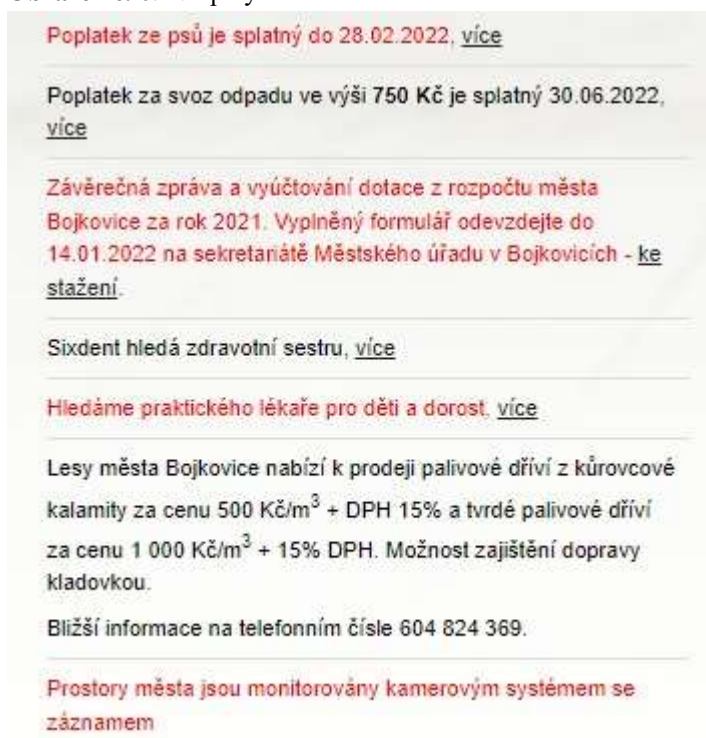 Poplatek ze psů je splatný do 28.02.2022, více
Poplatek za svoz odpadu ve výši 750 Kč je splatný 30.06.2022,
více
Závěrečná zpráva a vyúčtování dotace z rozpočtu města
Bojkovice za rok 2021. Vyplněný formulář odevzdejte do
14.01.2022 na sekretariátě Městského úřadu v Bojkovicích - ke
stažení.
Sixdent hledá zdravotní sestru, více
Hledáme praktického lékaře pro děti a dorost, více
Lesy města Bojkovice nabízí k prodeji palivové dříví z kůrovcové
kalamity za cenu 500 Kč/m³ + DPH 15% a tvrdé palivové dříví
za cenu 1 000 Kč/m³ + 15% DPH. Možnost zajištění dopravy
kladovkou.
Bližší informace na telefonním čísle 604 824 369.
Prostory města jsou monitorovány kamerovým systémem se
záznamem